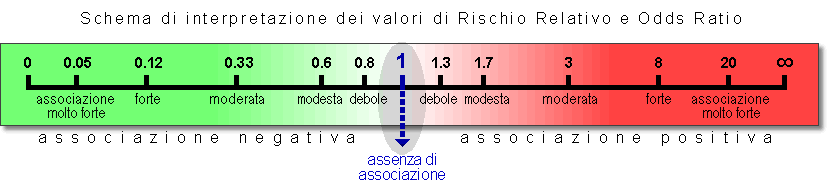 Schema di interpretazione dei valori di Rischio Relativo e Odds Ratio
0 0.05 0.12 0.33 0.6 0.8 1 1.3 1.7 3 8 20 ∞
associazione molto forte forte moderata modesta debole debole modesta moderata forte associazione molto forte
associazione negativa associazione positiva
assenza di
associazione